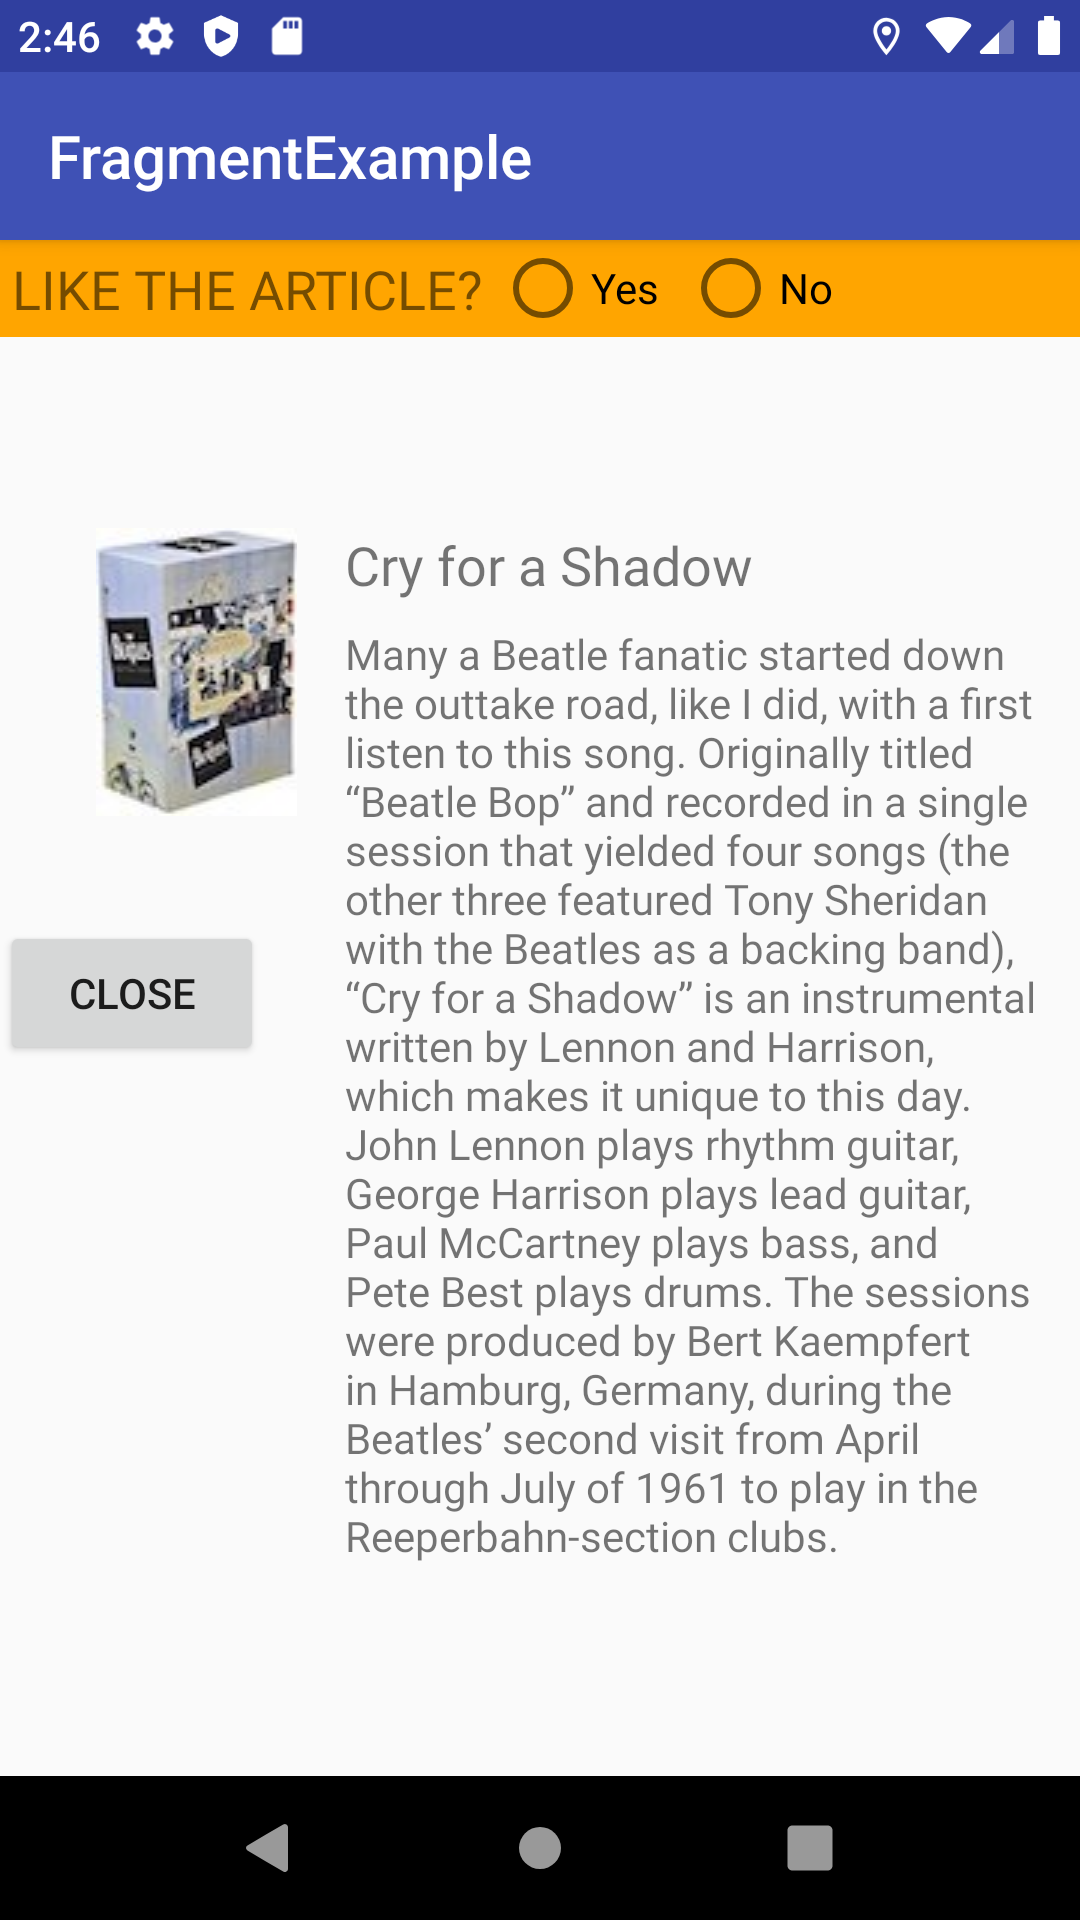 2:46
FragmentExample
LIKE THE ARTICLE? Yes No
Cry for a Shadow
Many a Beatle fanatic started down
the outtake road, like I did, with a first
listen to this song. Originally titled
“Beatle Bop” and recorded in a single
session that yielded four songs (the
other three featured Tony Sheridan
with the Beatles as a backing band),
“Cry for a Shadow” is an instrumental
written by Lennon and Harrison,
which makes it unique to this day.
John Lennon plays rhythm guitar,
George Harrison plays lead guitar,
Paul McCartney plays bass, and
Pete Best plays drums. The sessions
were produced by Bert Kaempfert
in Hamburg, Germany, during the
Beatles’ second visit from April
through July of 1961 to play in the
Reeperbahn-section clubs.
CLOSE